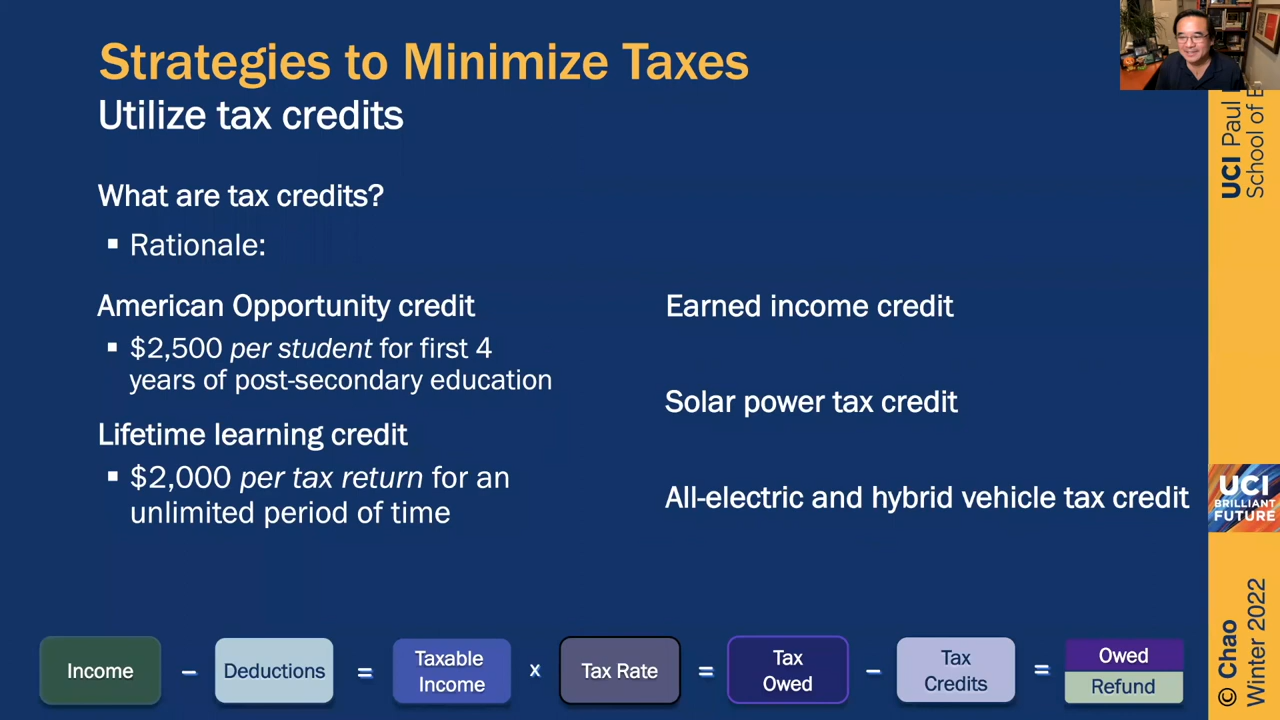 Strategies to Minimize Taxes
Utilize tax credits
What are tax credits?
▪ Rationale:
American Opportunity credit
▪ $2,500 per student for first 4
years of post-secondary education
Lifetime learning credit
▪ $2,000 per tax return for an
unlimited period of time
Earned income credit
Solar power tax credit
All-electric and hybrid vehicle tax credit
Income
–
Deductions
=
Taxable
Income
x
Tax Rate
=
Tax
Owed
–
Tax
Credits
=
Owed
Refund
UCI Paul
School of
UCI
BRILLIANT
FUTURE
© Chao
Winter 2022